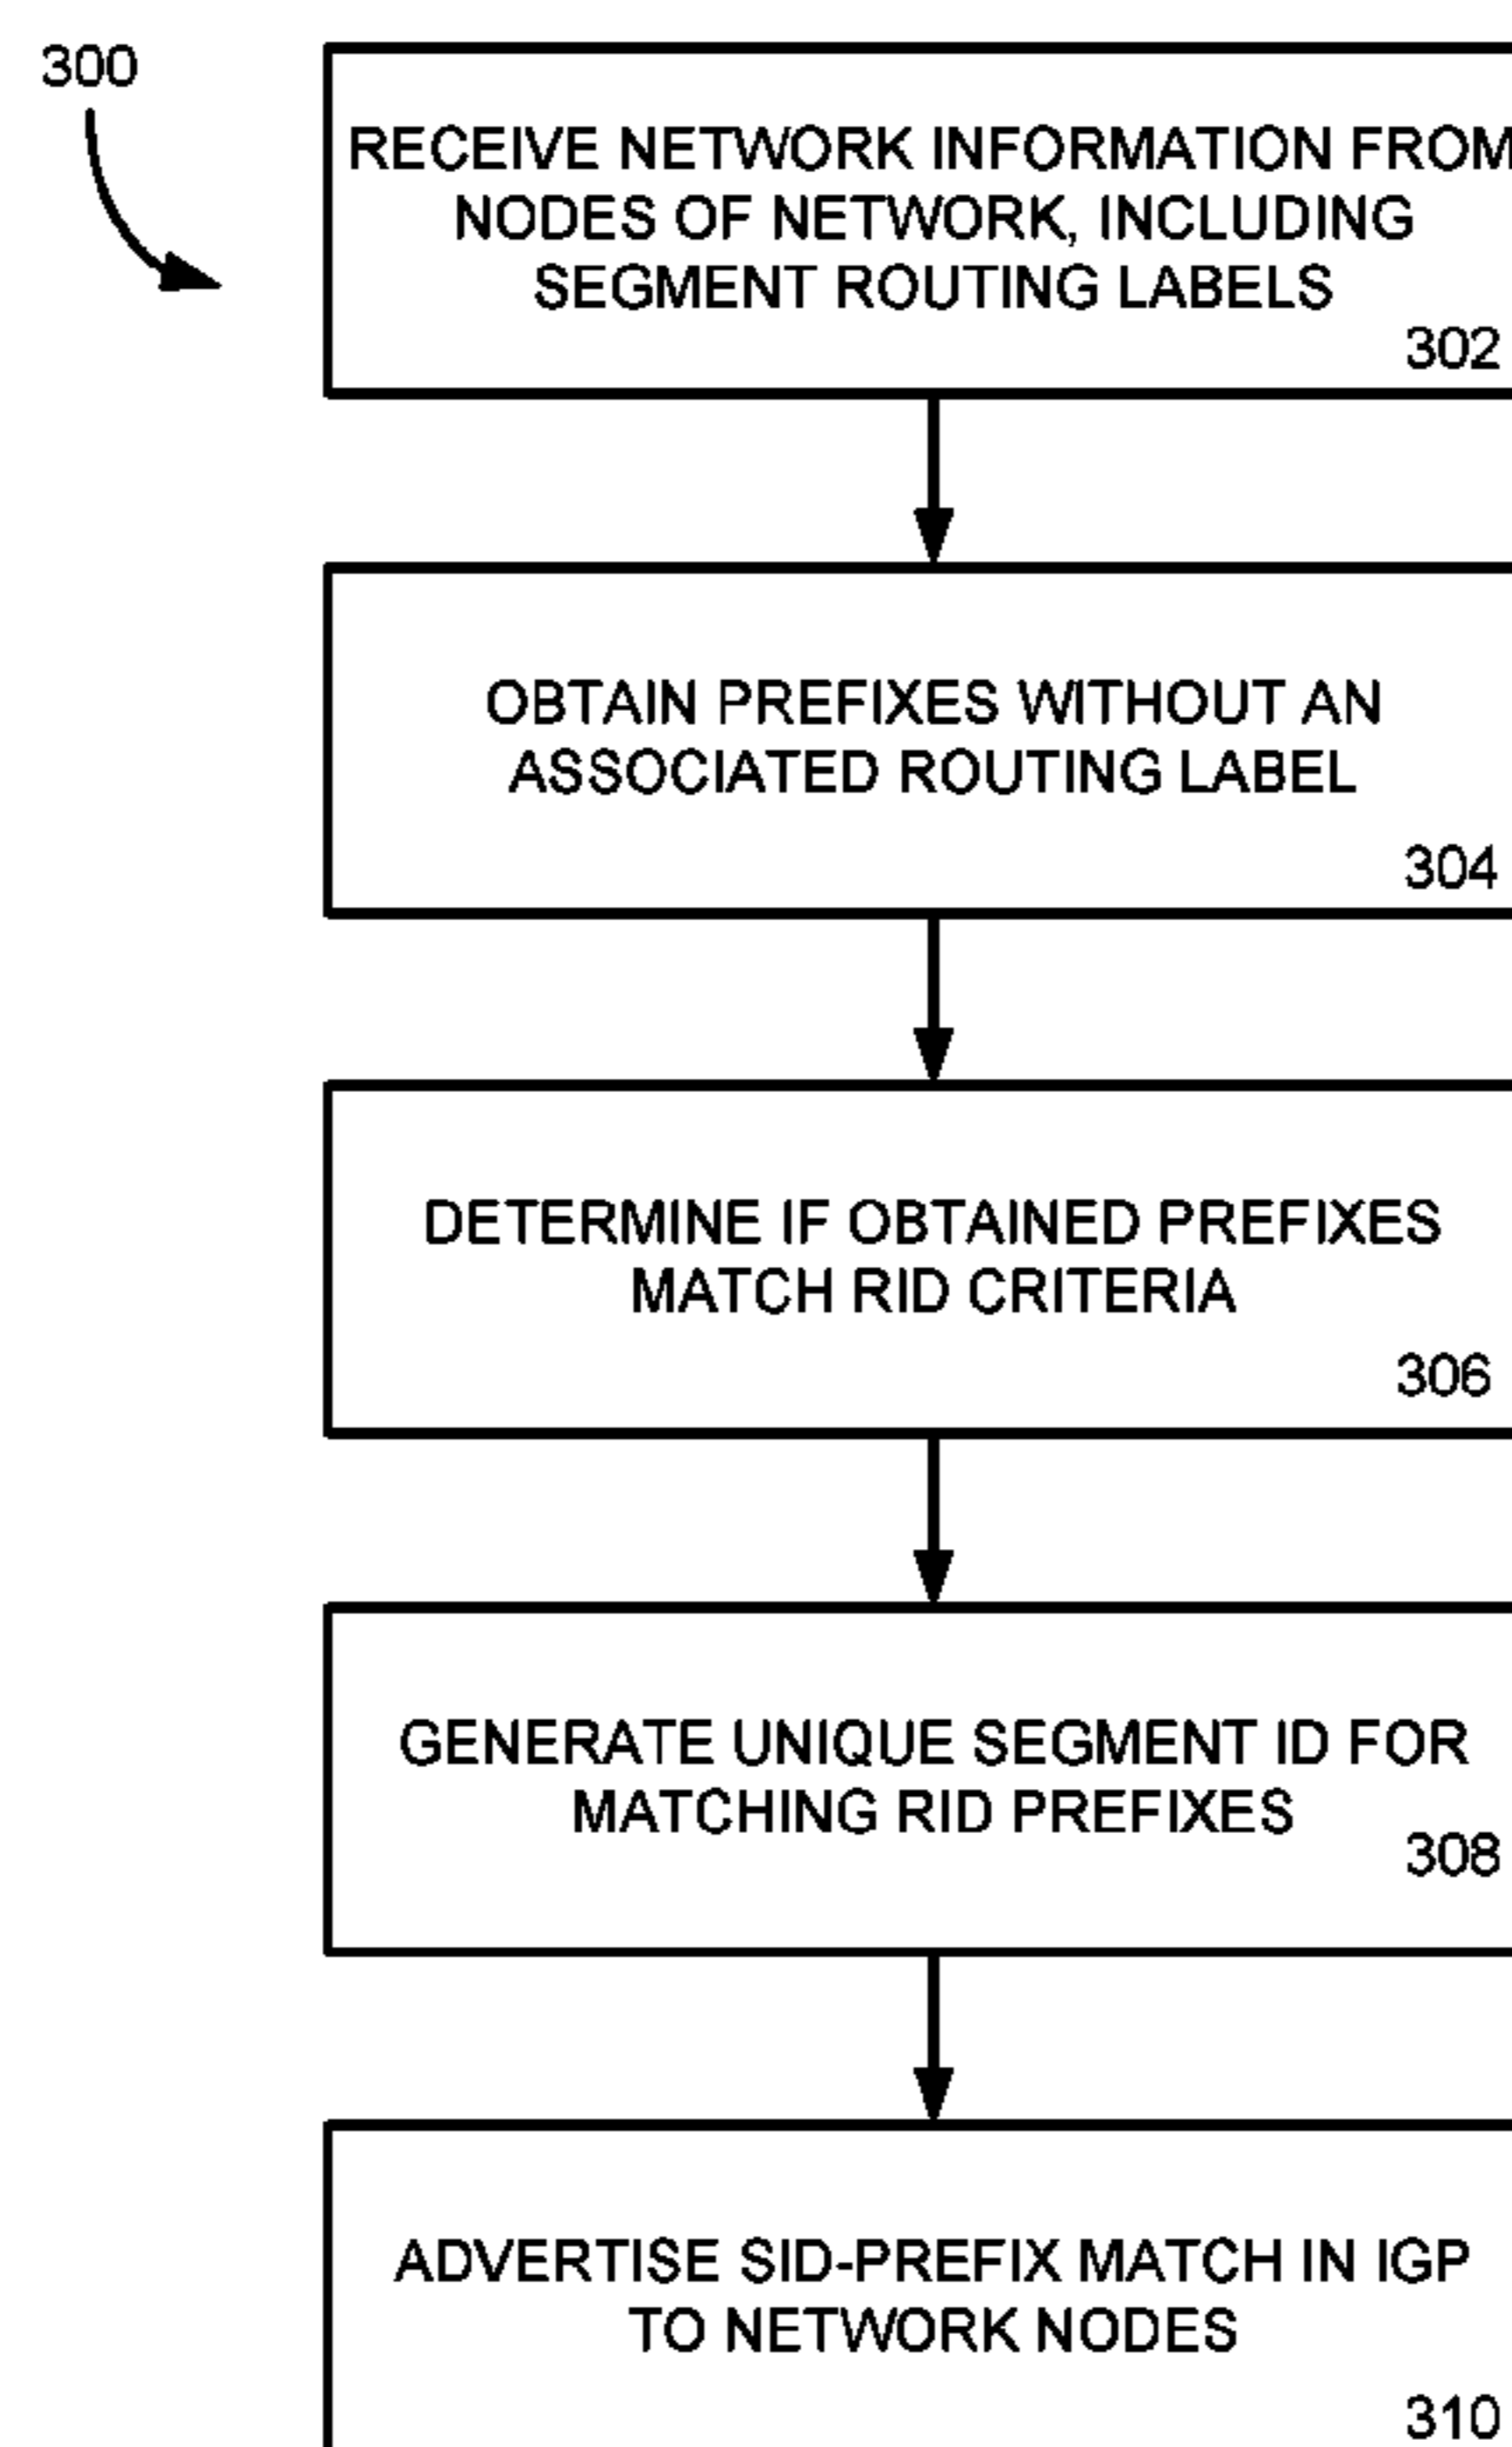 300
RECEIVE NETWORK INFORMATION FROM
NODES OF NETWORK, INCLUDING
SEGMENT ROUTING LABELS
302
OBTAIN PREFIXES WITHOUT AN
ASSOCIATED ROUTING LABEL
304
DETERMINE IF OBTAINED PREFIXES
MATCH RID CRITERIA
306
GENERATE UNIQUE SEGMENT ID FOR
MATCHING RID PREFIXES
308
ADVERTISE SID-PREFIX MATCH IN IGP
TO NETWORK NODES
310